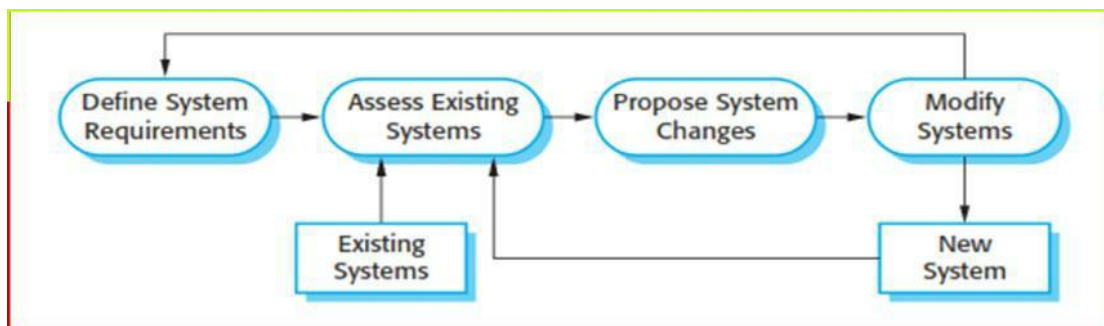 Define System
Requirements
Assess Existing
Systems
Propose System
Changes
Modify
Systems
Existing
Systems
New
System